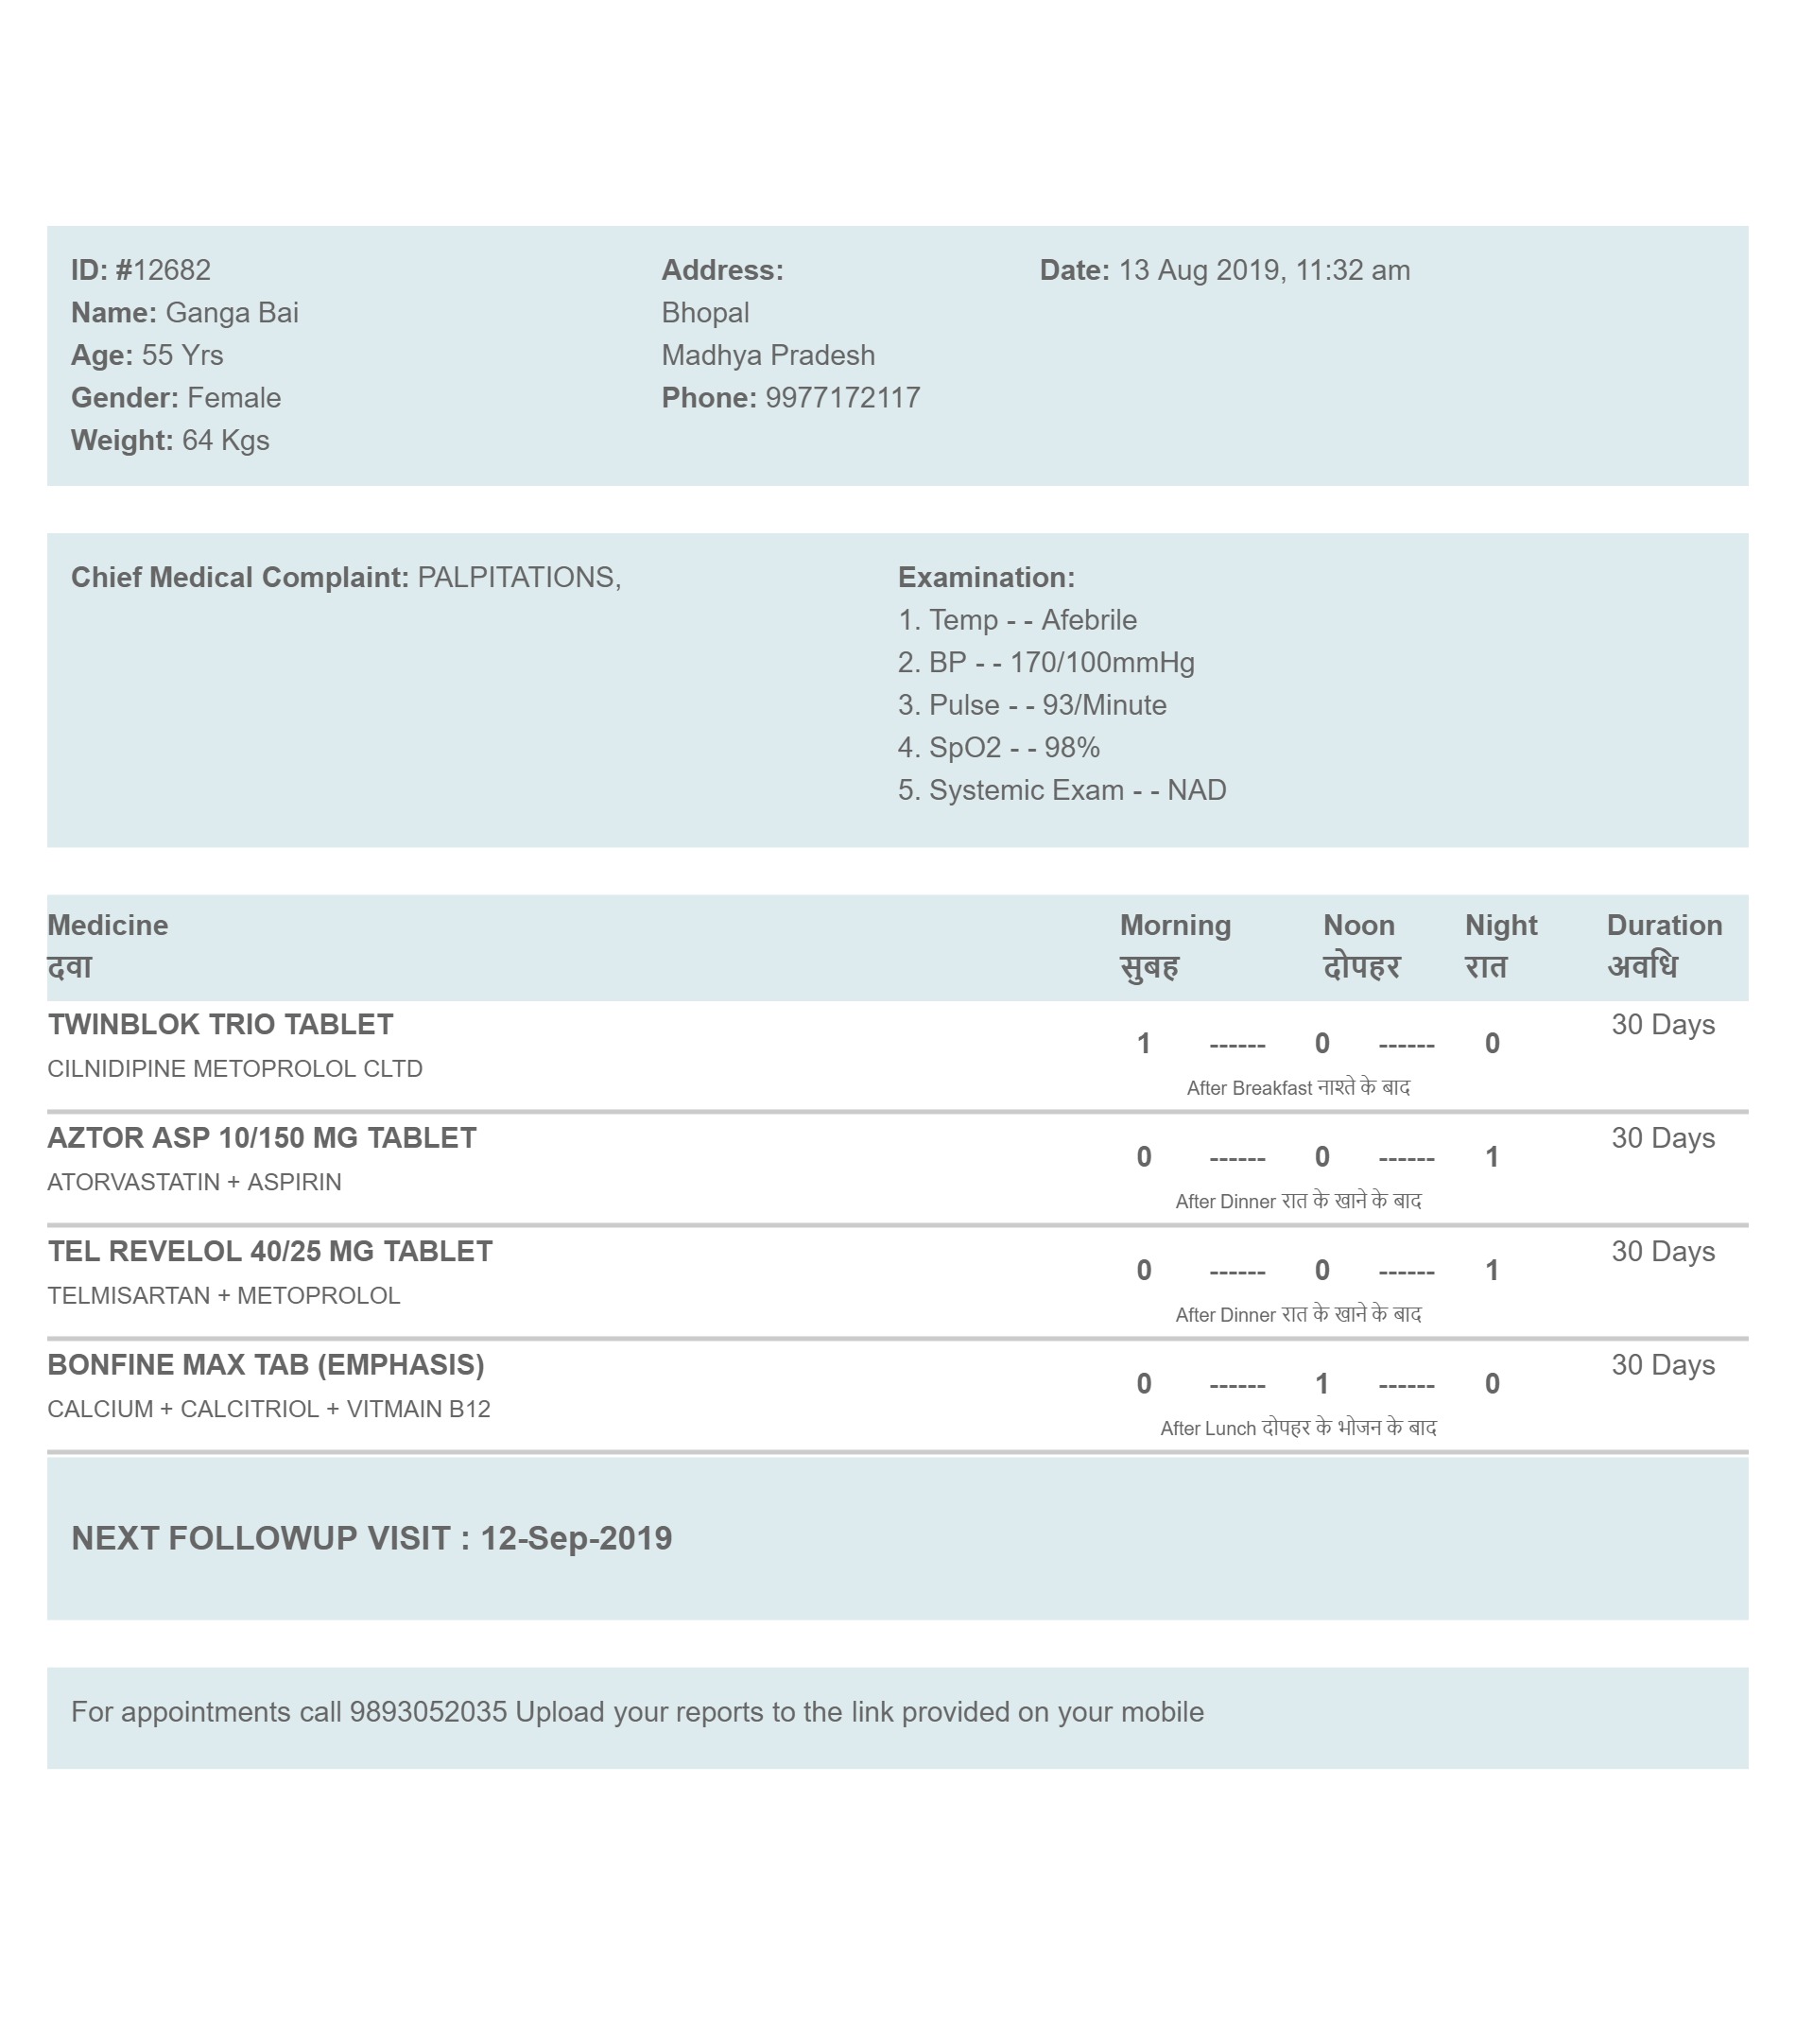 ID: #12682
Name: Ganga Bai
Age: 55 Yrs
Gender: Female
Weight: 64 Kgs
Address:
Bhopal
Madhya Pradesh
Phone: 9977172117
Date: 13 Aug 2019, 11:32 am
Chief Medical Complaint: PALPITATIONS,
Examination:
1. Temp - - Afebrile
2. BP - - 170/100mmHg
3. Pulse - - 93/Minute
4. SpO2 - - 98%
5. Systemic Exam - - NAD
Medicine Morning Noon Night Duration
दवा सुबह दोपहर रात अवधि
TWINBLOK TRIO TABLET 1 ------ 0 ------ 0 30 Days
CILNIDIPINE METOPROLOL CLTD
After Breakfast नाश्ते के बाद
AZTOR ASP 10/150 MG TABLET 0 ------ 0 ------ 1 30 Days
ATORVASTATIN + ASPIRIN
After Dinner रात के खाने के बाद
TEL REVELOL 40/25 MG TABLET 0 ------ 0 ------ 1 30 Days
TELMISARTAN + METOPROLOL
After Dinner रात के खाने के बाद
BONFINE MAX TAB (EMPHASIS) 0 ------ 1 ------ 0 30 Days
CALCIUM + CALCITRIOL + VITMAIN B12
After Lunch दोपहर के भोजन के बाद
NEXT FOLLOWUP VISIT : 12-Sep-2019
For appointments call 9893052035 Upload your reports to the link provided on your mobile